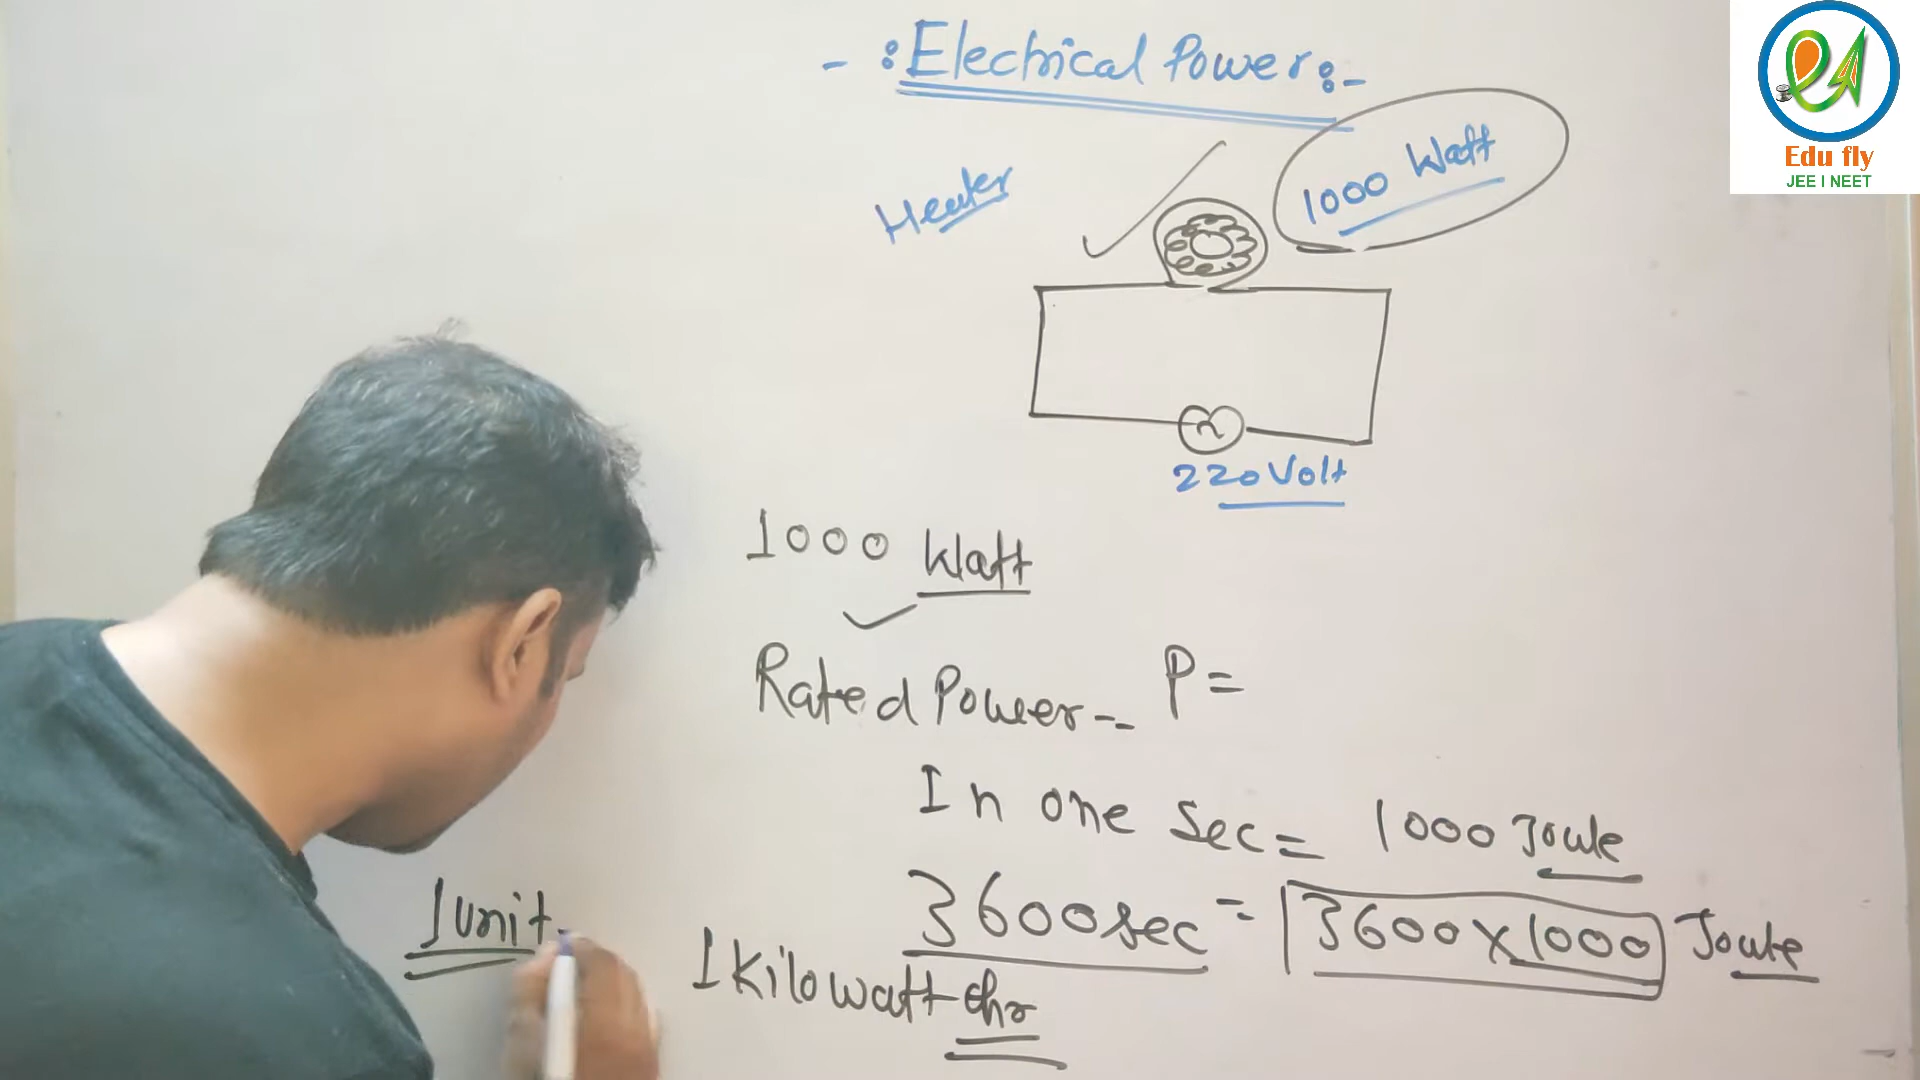 - :Electrical Power:-
Edu fly
JEE I NEET
Heater
1000 Watt
220 Volt
1000 Watt
Rated Power -- P =
In one sec = 1000 Joule
3600 sec = 3600 x 1000 Joule
1 unit -
1 Kilowatt-hr